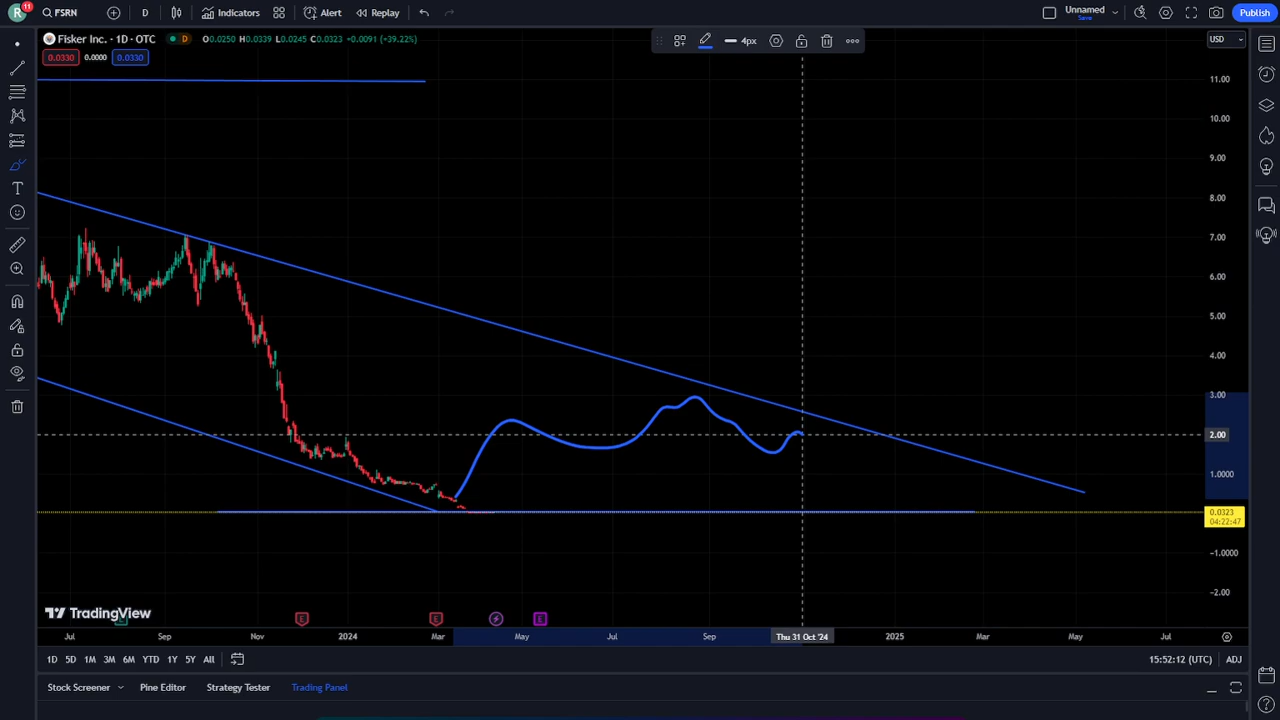 R 11 FSRN D Indicators Alert Replay Unnamed Save Publish
Fisker Inc. · 1D · OTC D O0.0250 H0.0339 L0.0245 C0.0323 +0.0091 (+39.22%)
0.0330 0.0000 0.0330
4px
USD
11.00
10.00
9.00
8.00
7.00
6.00
5.00
4.00
3.00
2.00
1.0000
0.0323
04:22:47
−1.0000
−2.00
T
TradingView
E E E
Jul Sep Nov 2024 Mar May Jul Sep Thu 31 Oct '24 2025 Mar May Jul
1D 5D 1M 3M 6M YTD 1Y 5Y All 15:52:12 (UTC) ADJ
Stock Screener Pine Editor Strategy Tester Trading Panel